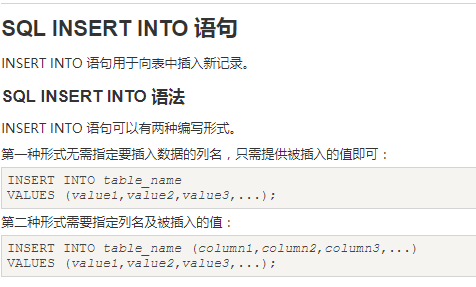 SQL INSERT INTO 语句
INSERT INTO 语句用于向表中插入新记录。
SQL INSERT INTO 语法
INSERT INTO 语句可以有两种编写形式。
第一种形式无需指定要插入数据的列名，只需提供被插入的值即可：
INSERT INTO table_name
VALUES (value1,value2,value3,...);
第二种形式需要指定列名及被插入的值：
INSERT INTO table_name (column1,column2,column3,...)
VALUES (value1,value2,value3,...);